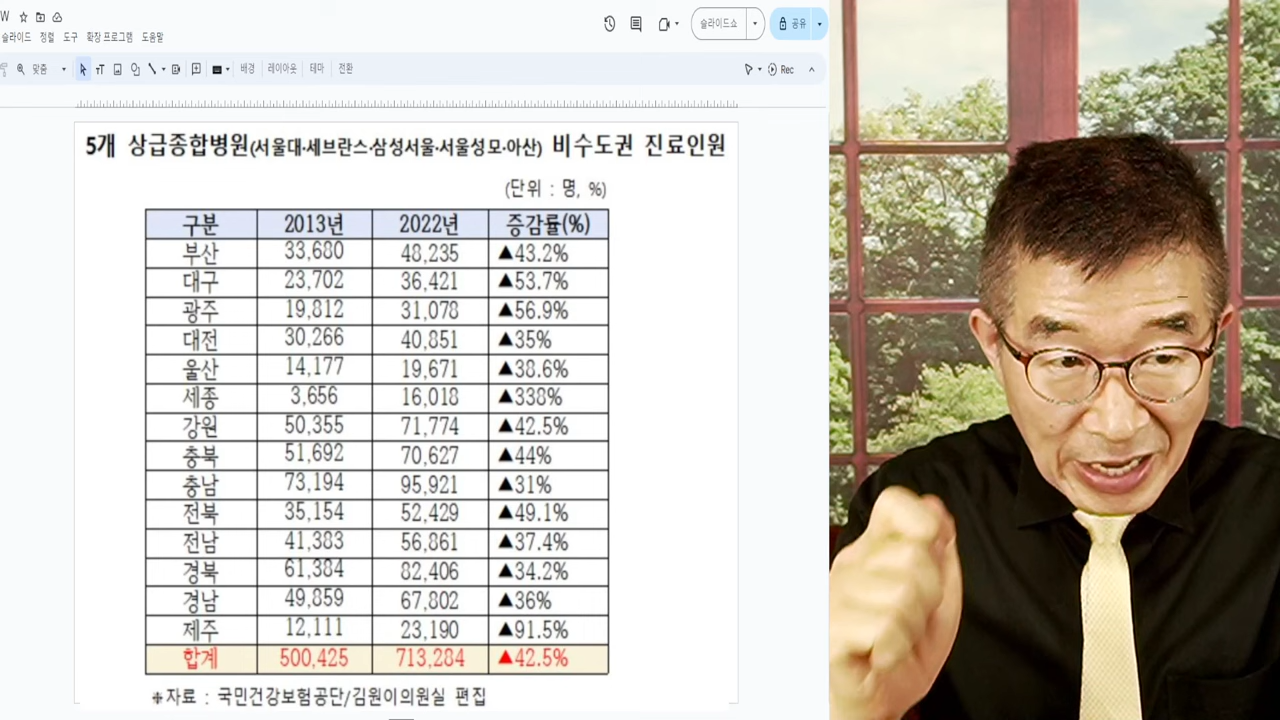 W
슬라이드 정렬 도구 확장 프로그램 도움말
슬라이드쇼
공유
맞춤
배경 레이아웃 테마 전환
Rec
5개 상급종합병원(서울대·세브란스·삼성서울·서울성모·아산) 비수도권 진료인원
(단위 : 명, %)
구분 2013년 2022년 증감률(%)
부산 33,680 48,235 ▲43.2%
대구 23,702 36,421 ▲53.7%
광주 19,812 31,078 ▲56.9%
대전 30,266 40,851 ▲35%
울산 14,177 19,671 ▲38.6%
세종 3,656 16,018 ▲338%
강원 50,355 71,774 ▲42.5%
충북 51,692 70,627 ▲44%
충남 73,194 95,921 ▲31%
전북 35,154 52,429 ▲49.1%
전남 41,383 56,861 ▲37.4%
경북 61,384 82,406 ▲34.2%
경남 49,859 67,802 ▲36%
제주 12,111 23,190 ▲91.5%
합계 500,425 713,284 ▲42.5%
※자료 : 국민건강보험공단/김원이의원실 편집